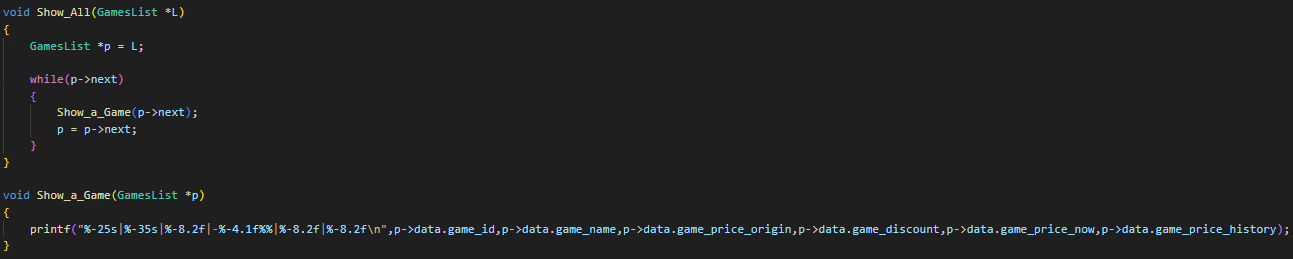 void Show_All(GamesList *L)
{
    GamesList *p = L;
    while(p->next)
    {
        Show_a_Game(p->next);
        p = p->next;
    }
}
void Show_a_Game(GamesList *p)
{
    printf("%-25s|%-35s|%-8.2f|-%-4.1f%%|%-8.2f|%-8.2f\n",p->data.game_id,p->data.game_name,p->data.game_price_origin,p->data.game_discount,p->data.game_price_now,p->data.game_price_history);
}